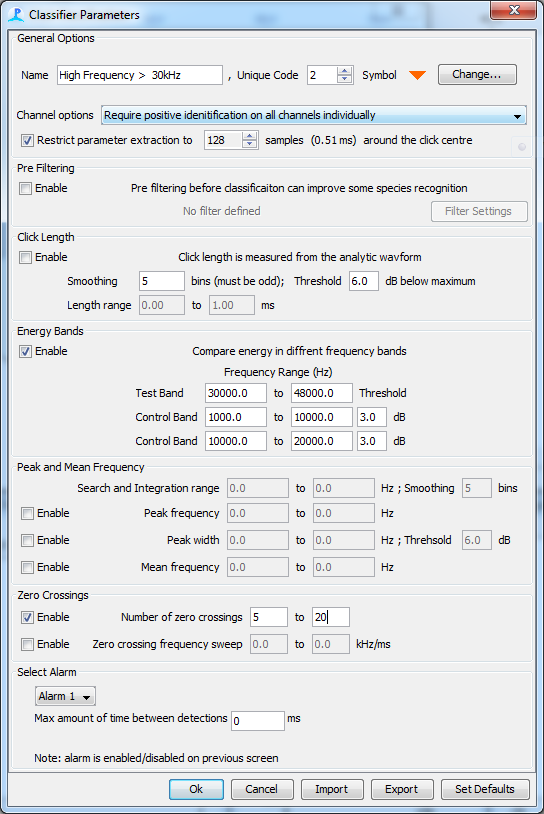 Classifier Parameters
General Options
Name High Frequency > 30kHz , Unique Code 2 Symbol Change...
Channel options Require positive idenitification on all channels individually
Restrict parameter extraction to 128 samples (0.51 ms) around the click centre
Pre Filtering
Enable Pre filtering before classificaiton can improve some species recognition
No filter defined Filter Settings
Click Length
Enable Click length is measured from the analytic wavform
Smoothing 5 bins (must be odd); Threshold 6.0 dB below maximum
Length range 0.00 to 1.00 ms
Energy Bands
Enable Compare energy in diffrent frequency bands
Frequency Range (Hz)
Test Band 30000.0 to 48000.0 Threshold
Control Band 1000.0 to 10000.0 3.0 dB
Control Band 10000.0 to 20000.0 3.0 dB
Peak and Mean Frequency
Search and Integration range 0.0 to 0.0 Hz ; Smoothing 5 bins
Enable Peak frequency 0.0 to 0.0 Hz
Enable Peak width 0.0 to 0.0 Hz ; Threhsold 6.0 dB
Enable Mean frequency 0.0 to 0.0 Hz
Zero Crossings
Enable Number of zero crossings 5 to 20
Enable Zero crossing frequency sweep 0.0 to 0.0 kHz/ms
Select Alarm
Alarm 1
Max amount of time between detections 0 ms
Note: alarm is enabled/disabled on previous screen
Ok Cancel Import Export Set Defaults